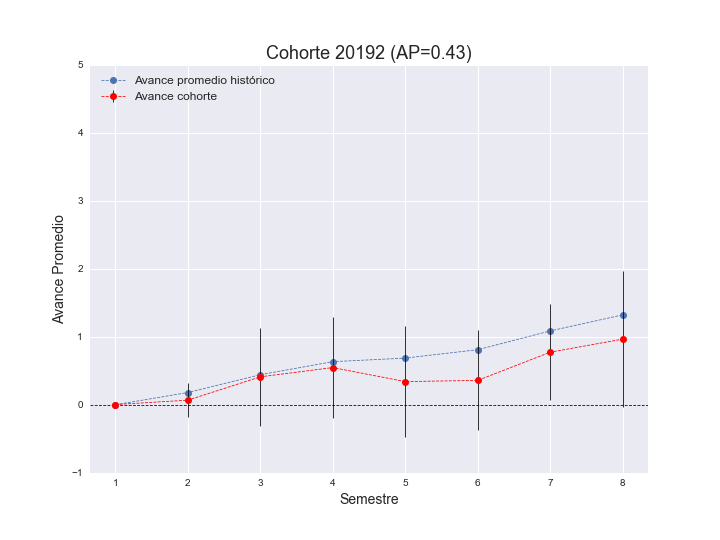 Cohorte 20192 (AP=0.43)
Avance promedio histórico
Avance cohorte
5
4
3
2
1
0
−1
Avance Promedio
1 2 3 4 5 6 7 8
Semestre